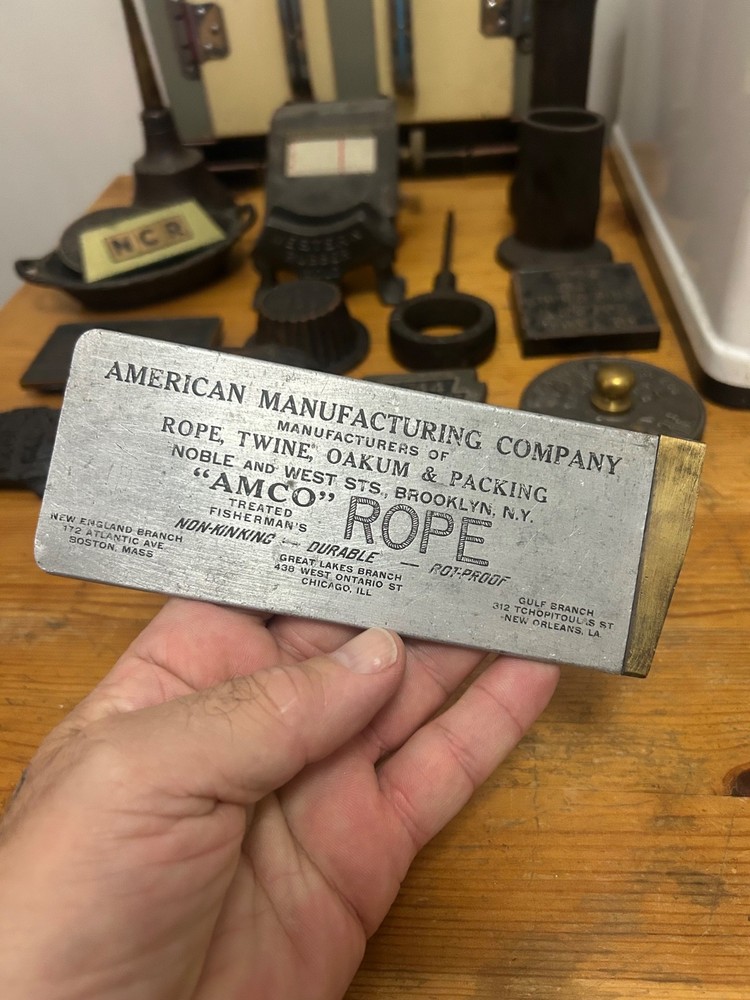 NCR
AMERICAN MANUFACTURING COMPANY
MANUFACTURERS OF
ROPE, TWINE, OAKUM & PACKING
NOBLE AND WEST STS., BROOKLYN, N.Y.
"AMCO" ROPE
TREATED
FISHERMAN'S
NON-KINKING — DURABLE — ROT-PROOF
NEW ENGLAND BRANCH
172 ATLANTIC AVE.
BOSTON, MASS
GREAT LAKES BRANCH
438 WEST ONTARIO ST
CHICAGO, ILL
GULF BRANCH
312 TCHOPITOULAS ST
NEW ORLEANS, LA